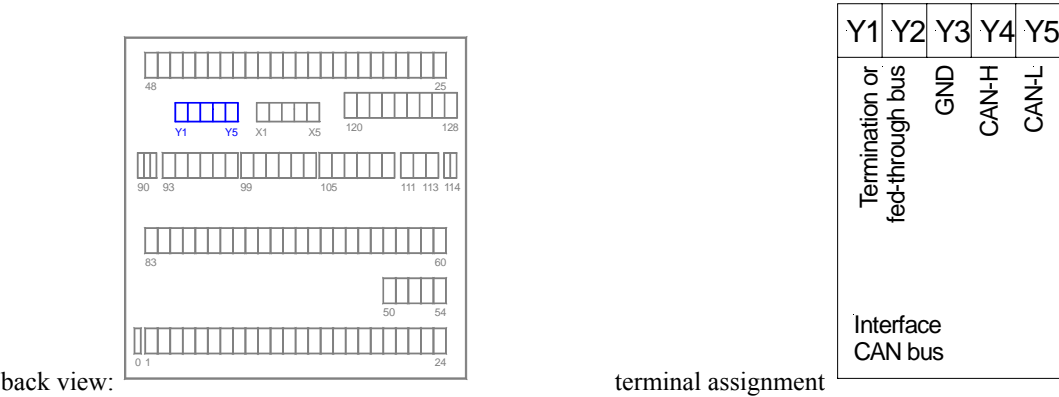 48 25
Y1 Y5 X1 X5 120 128
90 93 99 105 111 113 114
83 60
50 54
0 1 24
back view:
terminal assignment
Y1 Y2 Y3 Y4 Y5
Termination or
fed-through bus
GND
CAN-H
CAN-L
Interface
CAN bus